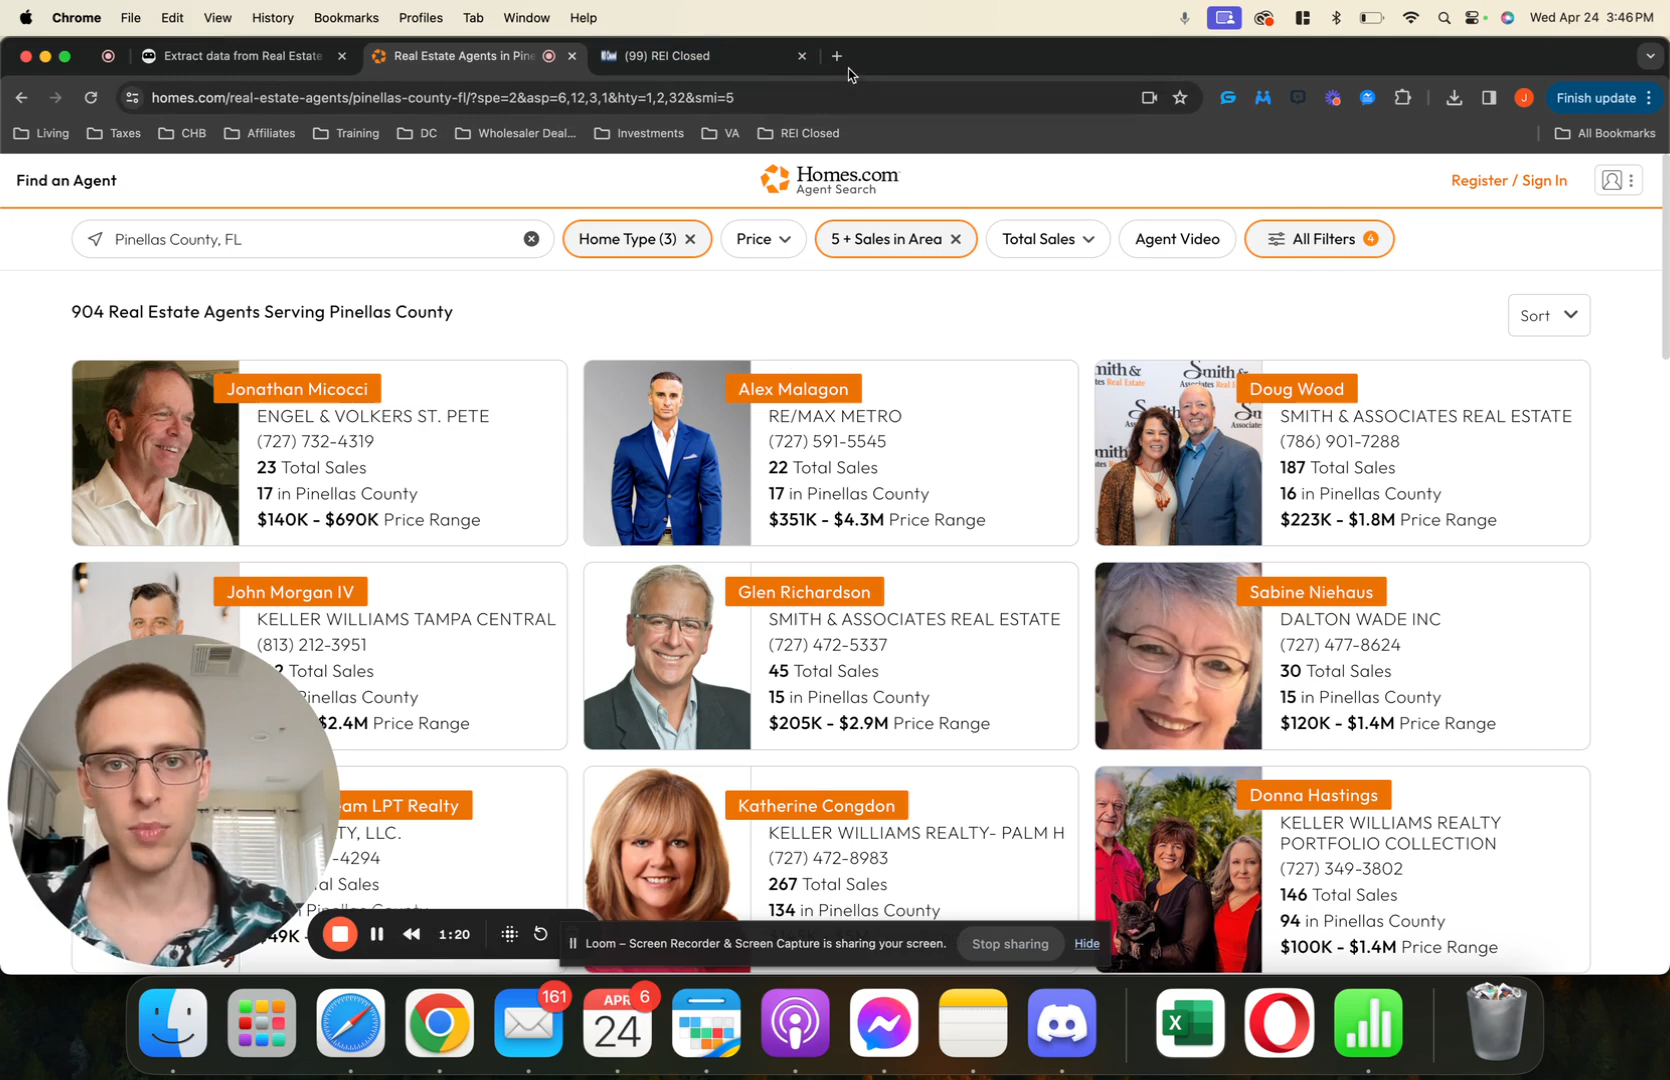 Chrome File Edit View History Bookmarks Profiles Tab Window Help
Wed Apr 24 3:46 PM
Extract data from Real Estate
Real Estate Agents in Pine
(99) REI Closed
homes.com/real-estate-agents/pinellas-county-fl/?spe=2&asp=6,12,3,1&hty=1,2,32&smi=5
J
Finish update
Living Taxes CHB Affiliates Training DC Wholesaler Deal... Investments VA REI Closed All Bookmarks
Find an Agent
Homes.com
Agent Search
Register / Sign In
Pinellas County, FL
Home Type (3)
Price
5 + Sales in Area
Total Sales
Agent Video
All Filters 4
904 Real Estate Agents Serving Pinellas County
Sort
Jonathan Micocci
ENGEL & VOLKERS ST. PETE
(727) 732-4319
23 Total Sales
17 in Pinellas County
$140K - $690K Price Range
Alex Malagon
RE/MAX METRO
(727) 591-5545
22 Total Sales
17 in Pinellas County
$351K - $4.3M Price Range
Doug Wood
SMITH & ASSOCIATES REAL ESTATE
(786) 901-7288
187 Total Sales
16 in Pinellas County
$223K - $1.8M Price Range
John Morgan IV
KELLER WILLIAMS TAMPA CENTRAL
(813) 212-3951
2 Total Sales
Pinellas County
$2.4M Price Range
Glen Richardson
SMITH & ASSOCIATES REAL ESTATE
(727) 472-5337
45 Total Sales
15 in Pinellas County
$205K - $2.9M Price Range
Sabine Niehaus
DALTON WADE INC
(727) 477-8624
30 Total Sales
15 in Pinellas County
$120K - $1.4M Price Range
eam LPT Realty
TY, LLC.
-4294
al Sales
Pinellas County
49K -
Katherine Congdon
KELLER WILLIAMS REALTY- PALM H
(727) 472-8983
267 Total Sales
134 in Pinellas County
Donna Hastings
KELLER WILLIAMS REALTY
PORTFOLIO COLLECTION
(727) 349-3802
146 Total Sales
94 in Pinellas County
$100K - $1.4M Price Range
1:20
Loom – Screen Recorder & Screen Capture is sharing your screen.
Stop sharing
Hide
161
APR
6
24